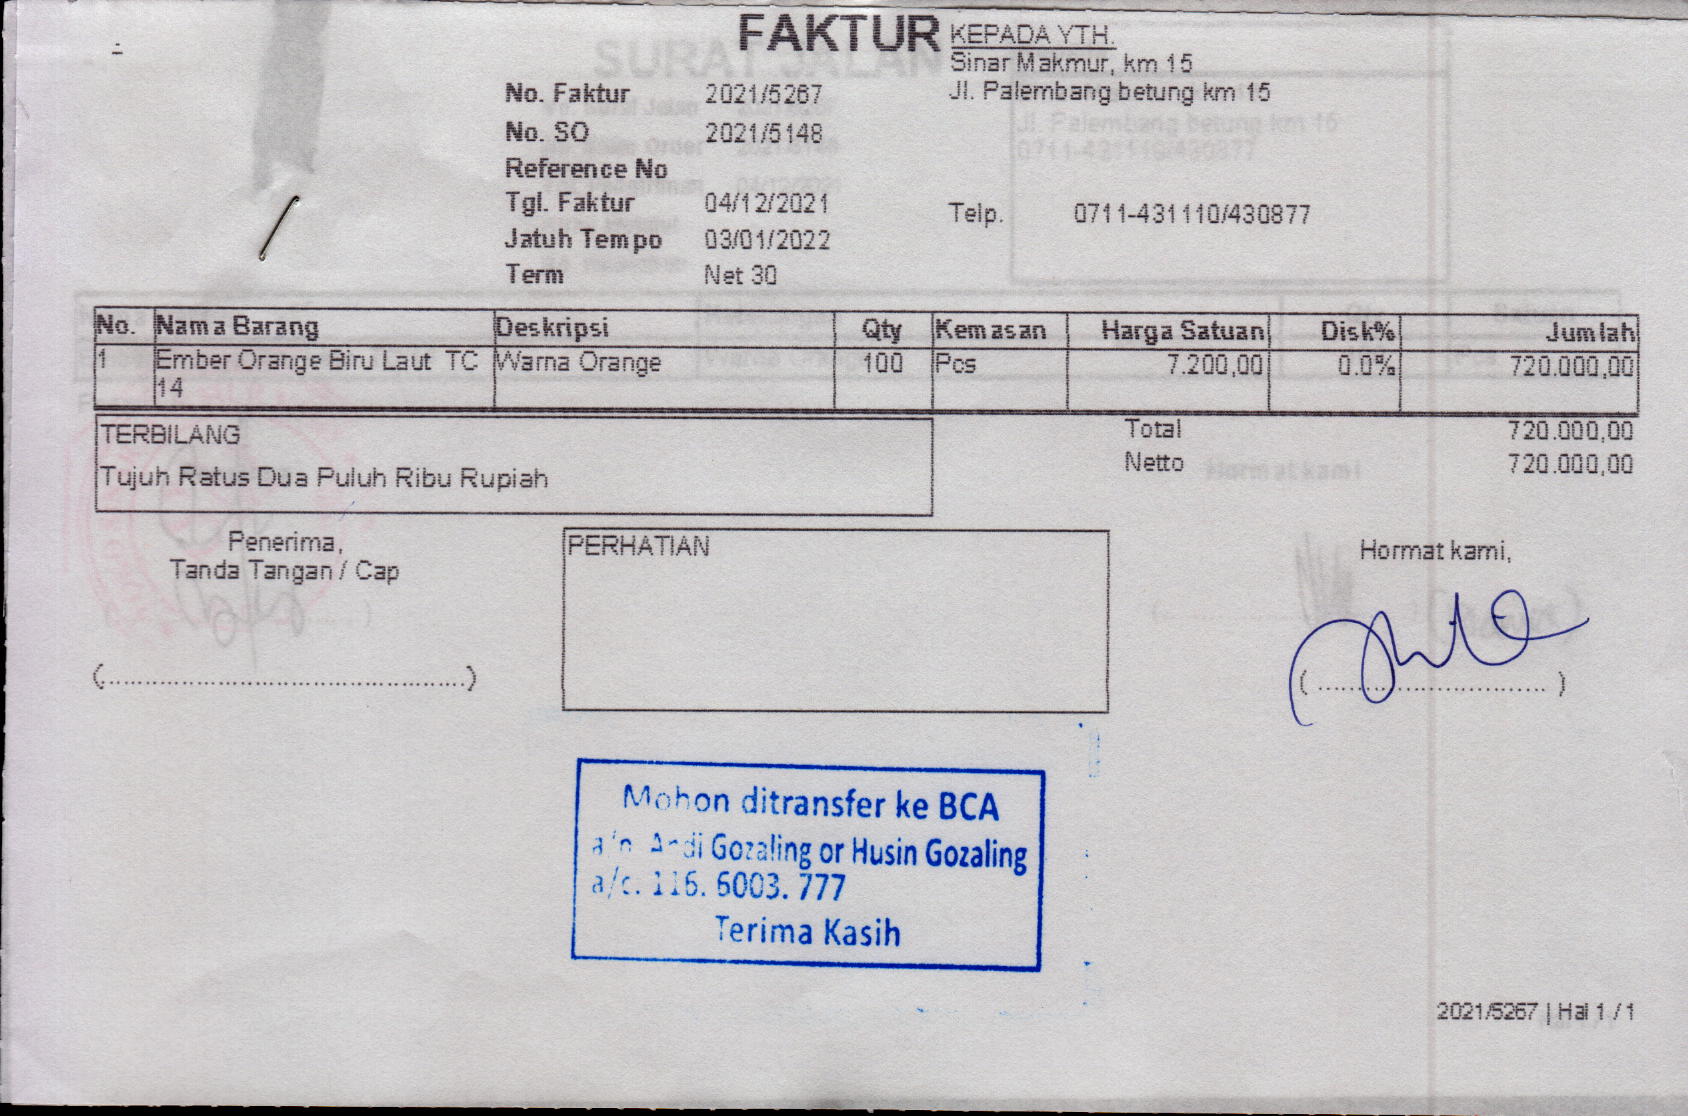 FAKTUR
KEPADA YTH.
Sinar Makmur, km 15
Jl. Palembang betung km 15
No. Faktur 2021/5267
No. SO 2021/5148
Reference No
Tgl. Faktur 04/12/2021
Telp. 0711-431110/430877
Jatuh Tempo 03/01/2022
Term Net 30
No. Nama Barang Deskripsi Qty Kemasan Harga Satuan Disk% Jumlah
1 Ember Orange Biru Laut TC Warna Orange 100 Pcs 7.200,00 0.0% 720.000,00
14
TERBILANG
Tujuh Ratus Dua Puluh Ribu Rupiah
Total 720.000,00
Netto 720.000,00
Penerima,
Tanda Tangan / Cap
(..............................................)
PERHATIAN
Hormat kami,
( ............................. )
Mohon ditransfer ke BCA
a/n Andi Gozaling or Husin Gozaling
a/c. 116. 6003. 777
Terima Kasih
2021/5267 | Hal 1 / 1